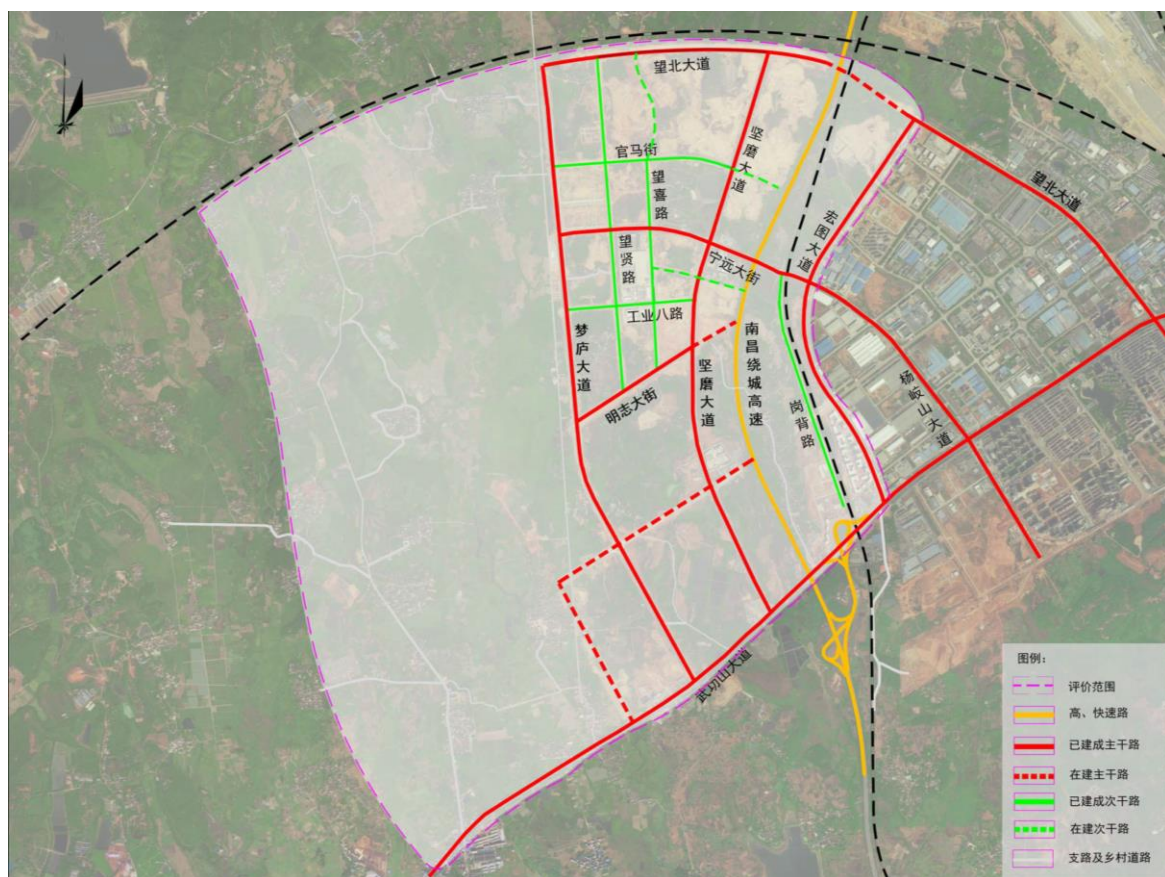 望北大道
坚磨大道
官马街
望喜路
望北大道
宏图大道
望贤路
宁远大街
工业八路
梦庐大道
南昌绕城高速
坚磨大道
杨岐山大道
明志大街
岗背路
武功山大道
图例：
评价范围
高、快速路
已建成主干路
在建主干路
已建成次干路
在建次干路
支路及乡村道路